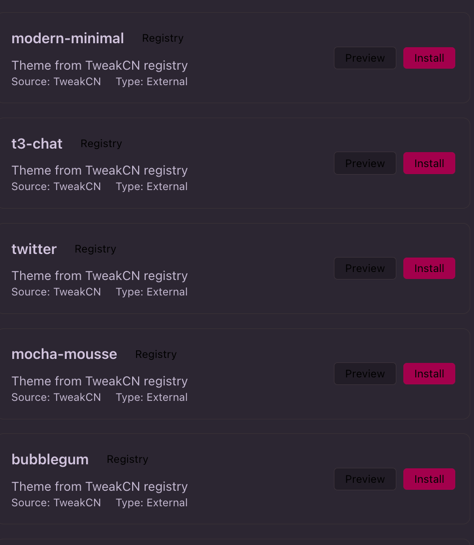 modern-minimal Registry
Theme from TweakCN registry
Source: TweakCN Type: External
Preview Install
t3-chat Registry
Theme from TweakCN registry
Source: TweakCN Type: External
Preview Install
twitter Registry
Theme from TweakCN registry
Source: TweakCN Type: External
Preview Install
mocha-mousse Registry
Theme from TweakCN registry
Source: TweakCN Type: External
Preview Install
bubblegum Registry
Theme from TweakCN registry
Source: TweakCN Type: External
Preview Install